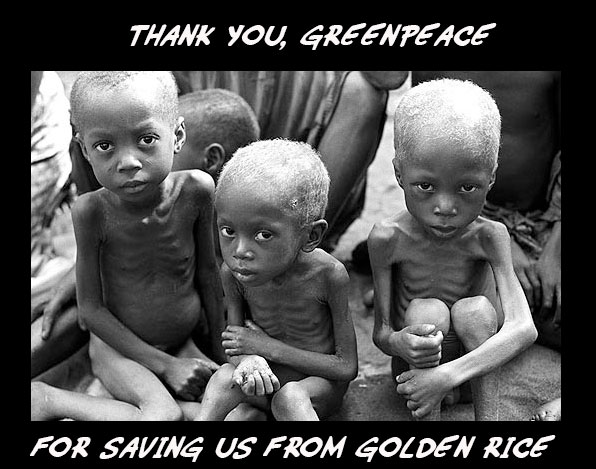 THANK YOU, GREENPEACE
FOR SAVING US FROM GOLDEN RICE